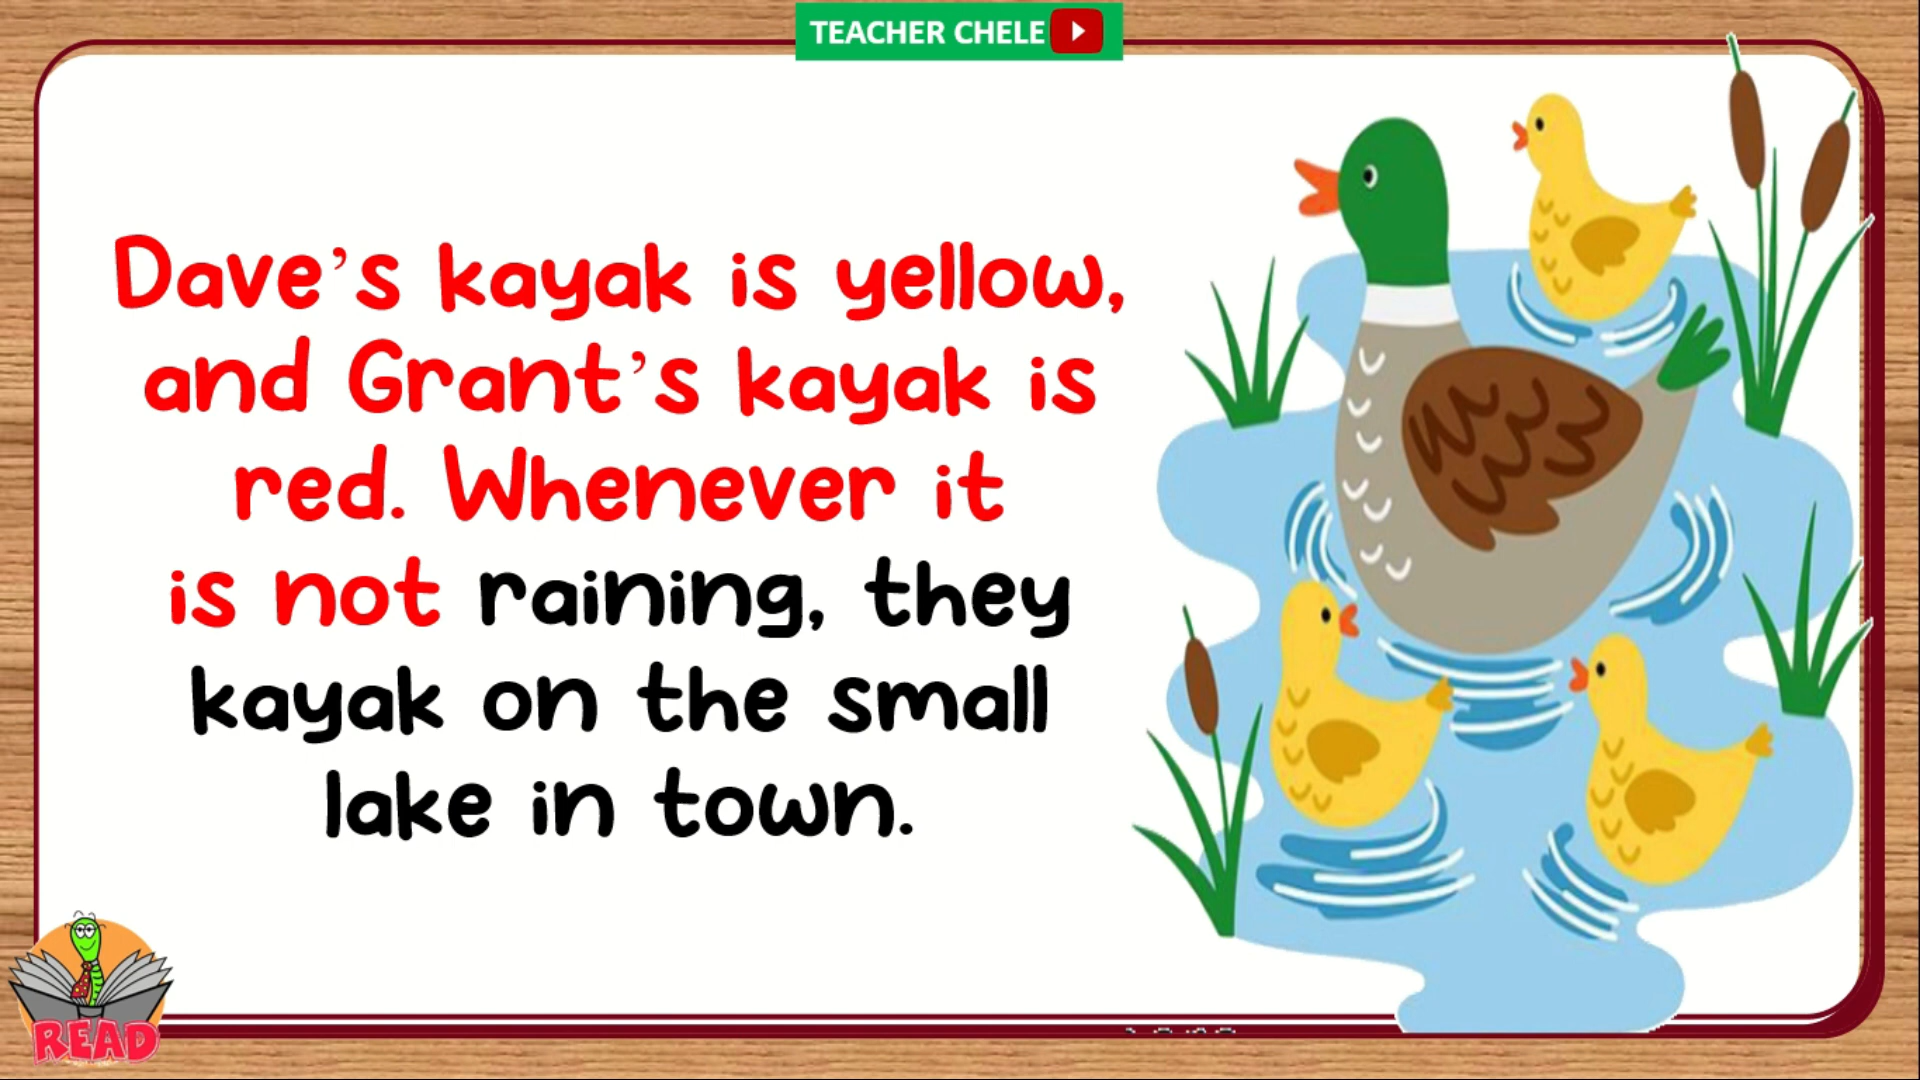 TEACHER CHELE
Dave's kayak is yellow,
and Grant's kayak is
red. Whenever it
is not raining, they
kayak on the small
lake in town.
READ